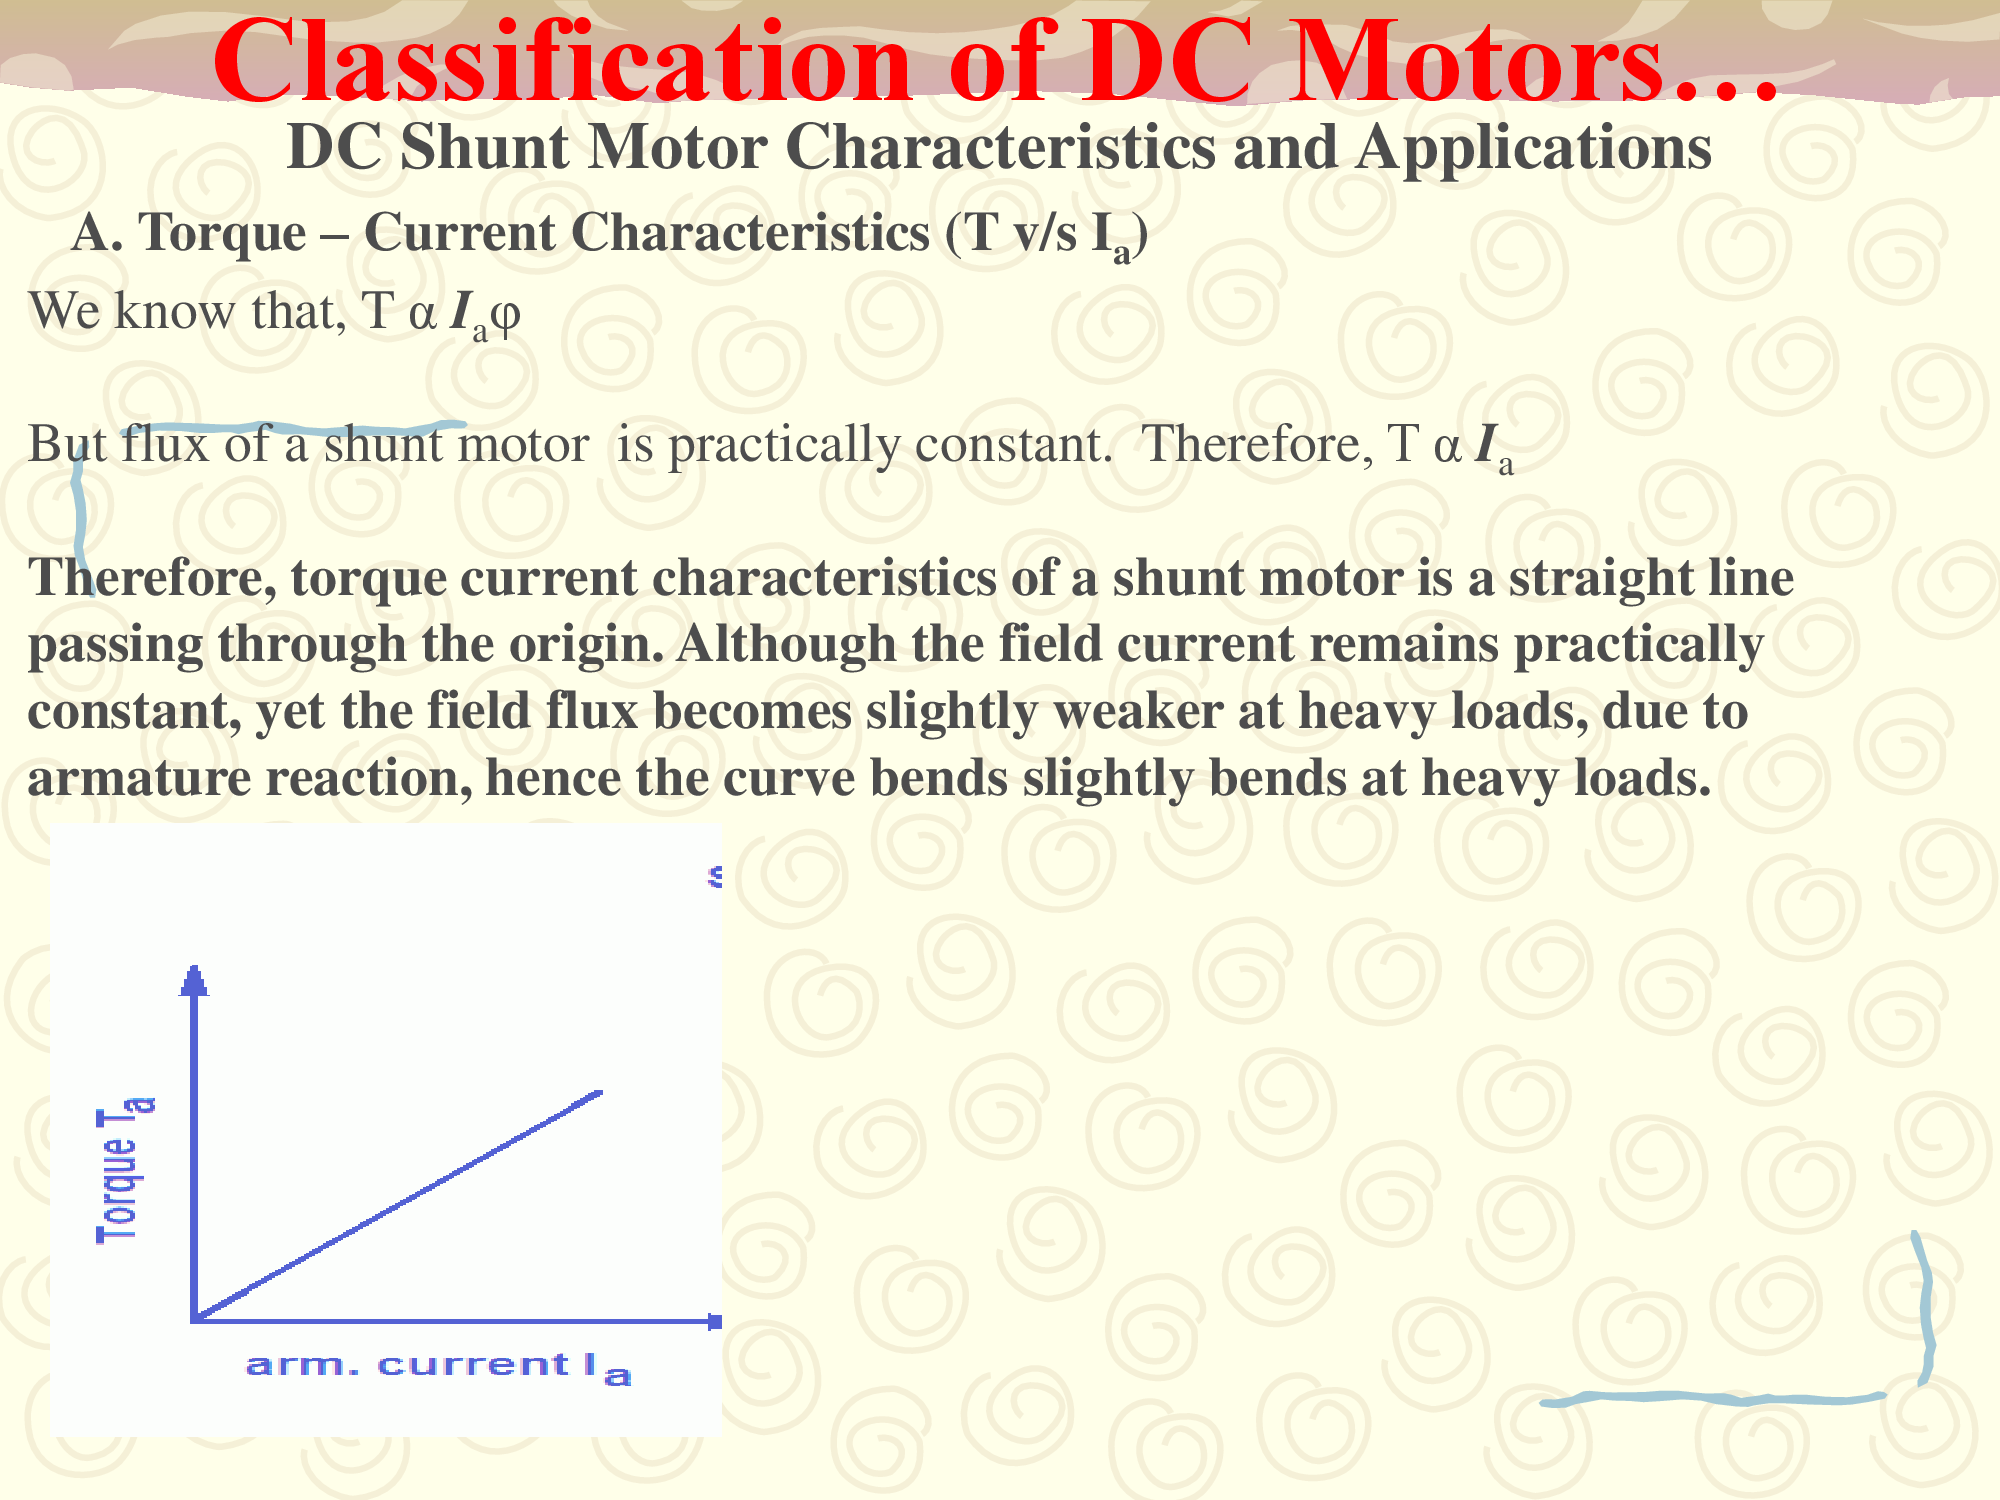 Classification of DC Motors…
DC Shunt Motor Characteristics and Applications
A. Torque – Current Characteristics (T v/s Iₐ)
We know that, T α Iₐφ
But flux of a shunt motor is practically constant. Therefore, T α Iₐ
Therefore, torque current characteristics of a shunt motor is a straight line
passing through the origin. Although the field current remains practically
constant, yet the field flux becomes slightly weaker at heavy loads, due to
armature reaction, hence the curve bends slightly bends at heavy loads.
Torque Tₐ
arm. current Iₐ